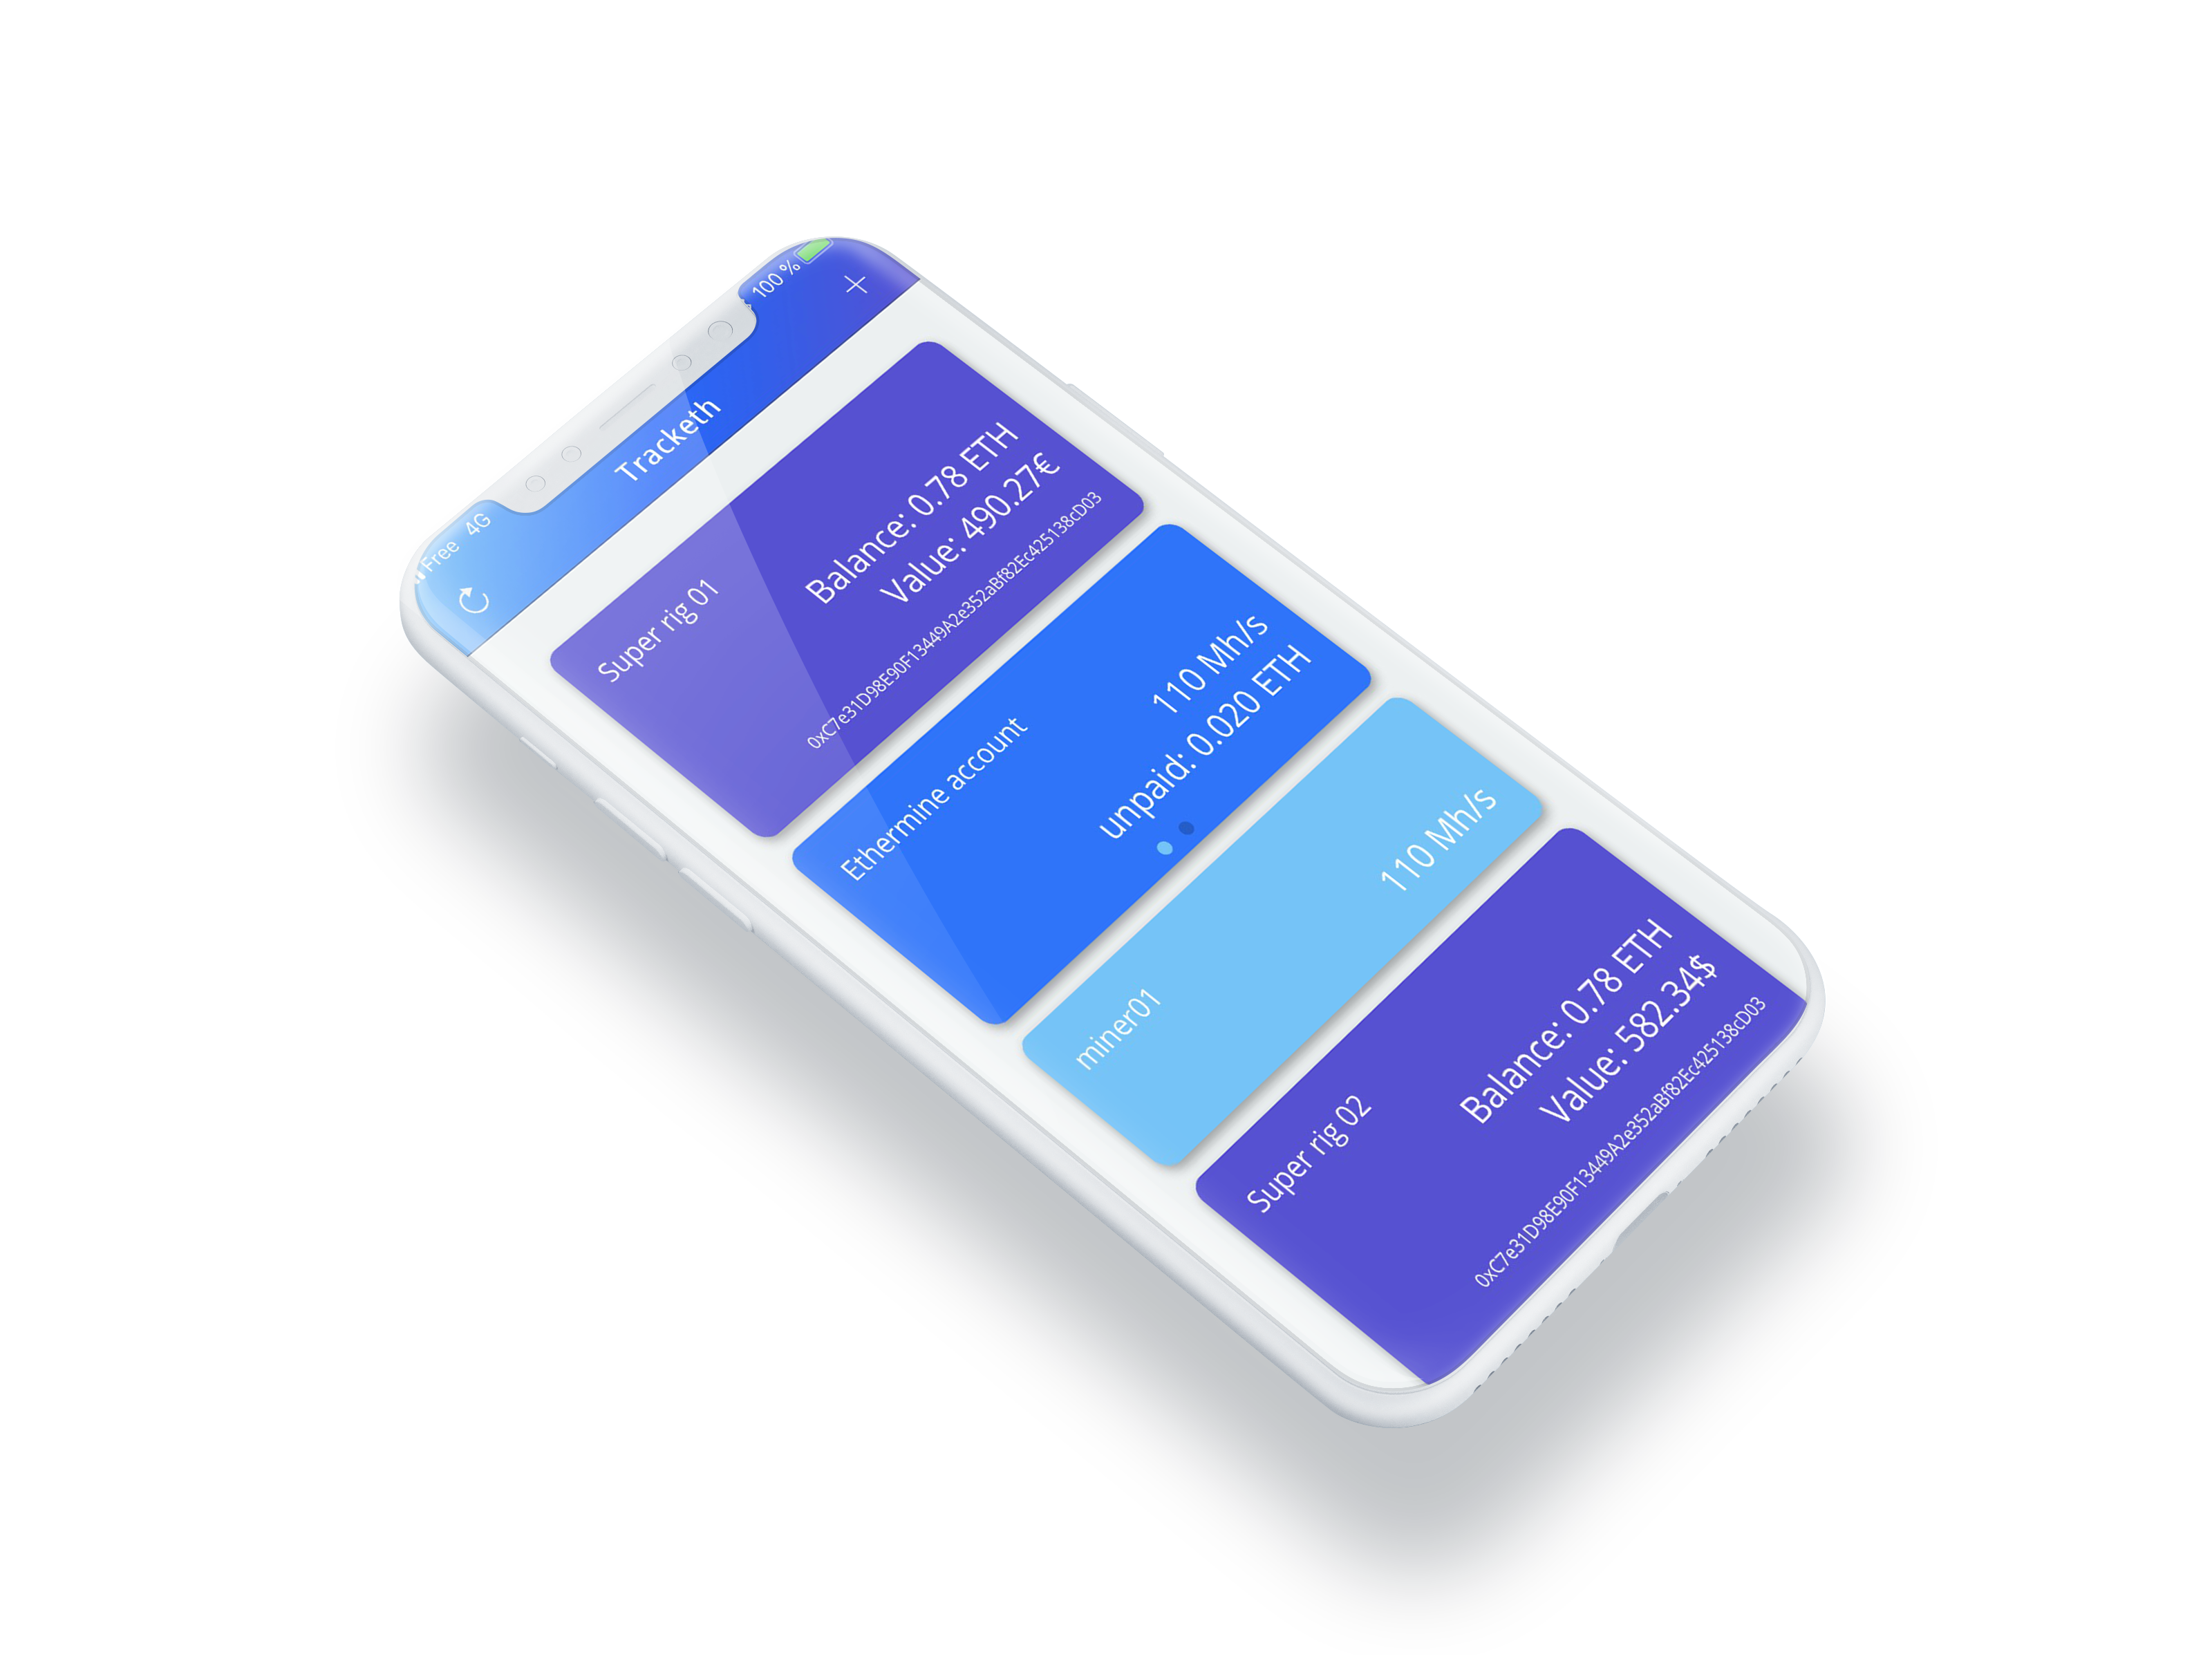 Free 4G
100 %
Tracketh
Super rig 01
Balance: 0.78 ETH
Value: 490.27€
0xC7e31D98E90F13449A2e352aBf82Ec425138cD03
Ethermine account
110 Mh/s
unpaid: 0.020 ETH
miner01
110 Mh/s
Super rig 02
Balance: 0.78 ETH
Value: 582.34$
0xC7e31D98E90F13449A2e352aBf82Ec425138cD03